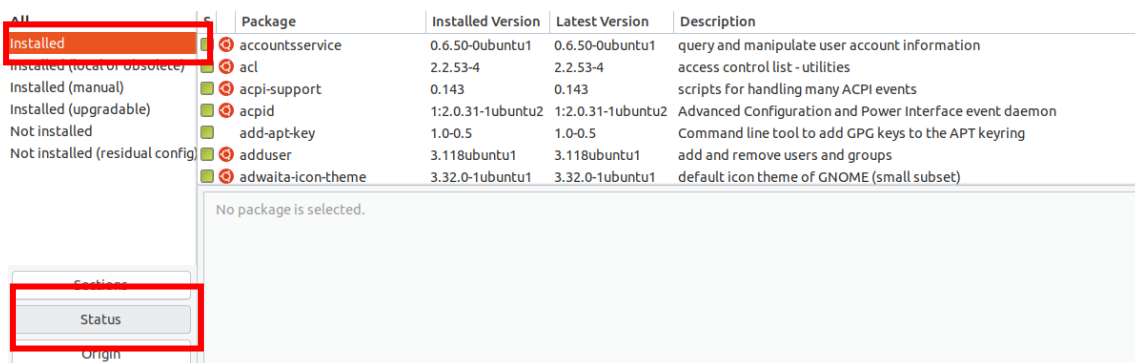 All S Package Installed Version Latest Version Description
Installed accountsservice 0.6.50-0ubuntu1 0.6.50-0ubuntu1 query and manipulate user account information
Installed (local or obsolete) acl 2.2.53-4 2.2.53-4 access control list - utilities
Installed (manual) acpi-support 0.143 0.143 scripts for handling many ACPI events
Installed (upgradable) acpid 1:2.0.31-1ubuntu2 1:2.0.31-1ubuntu2 Advanced Configuration and Power Interface event daemon
Not installed add-apt-key 1.0-0.5 1.0-0.5 Command line tool to add GPG keys to the APT keyring
Not installed (residual config) adduser 3.118ubuntu1 3.118ubuntu1 add and remove users and groups
adwaita-icon-theme 3.32.0-1ubuntu1 3.32.0-1ubuntu1 default icon theme of GNOME (small subset)
No package is selected.
Sections
Status
Origin